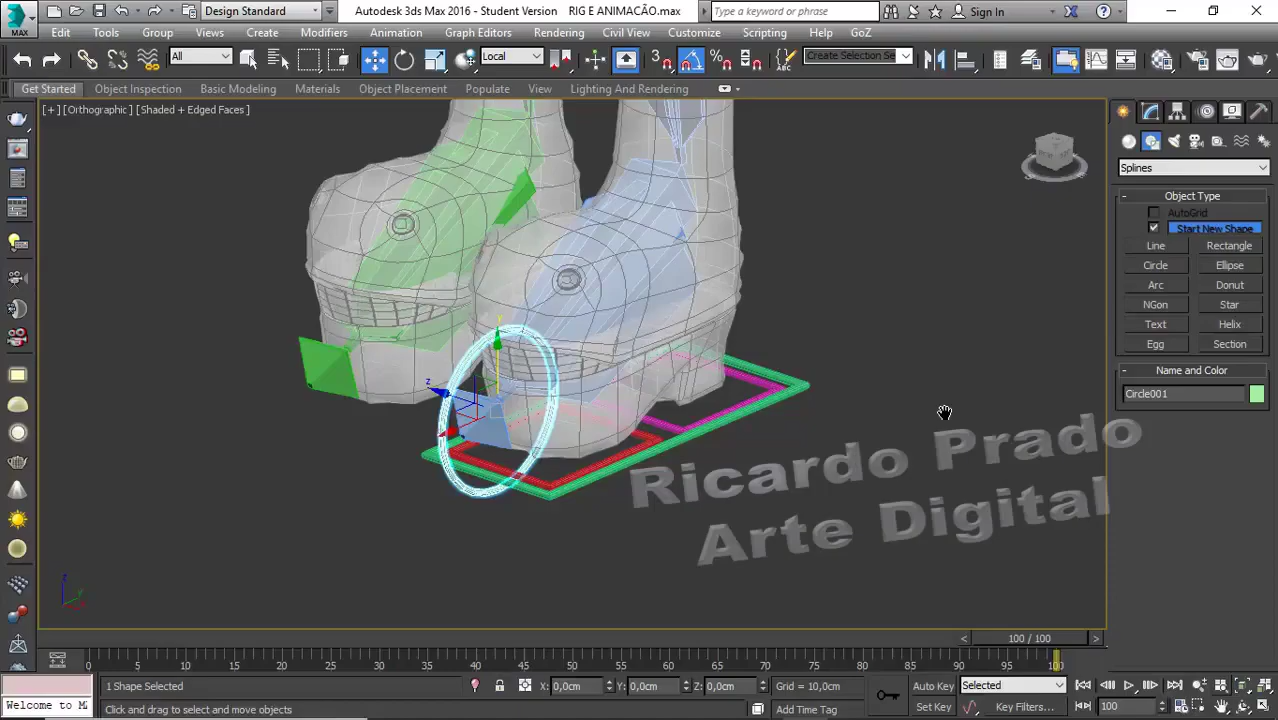 MAX
Design Standard
Autodesk 3ds Max 2016 - Student Version RIG E ANIMACÃO.max
Type a keyword or phrase
Sign In
Edit Tools Group Views Create Modifiers Animation Graph Editors Rendering Civil View Customize Scripting Help GoZ
All
Local
Create Selection Se
Get Started Object Inspection Basic Modeling Materials Object Placement Populate View Lighting And Rendering
[+] [Orthographic] [Shaded + Edged Faces]
Splines
Object Type
AutoGrid
Start New Shape
Line Rectangle
Circle Ellipse
Arc Donut
NGon Star
Text Helix
Egg Section
Name and Color
Circle001
y
z
Ricardo Prado
Arte Digital
z
y
100 / 100
0 5 10 15 20 25 30 35 40 45 50 55 60 65 70 75 80 85 90 95 100
1 Shape Selected
X: 0,0cm Y: 0,0cm Z: 0,0cm Grid = 10,0cm
Auto Key Selected
Welcome to M
Click and drag to select and move objects
Add Time Tag
Set Key Key Filters...
100